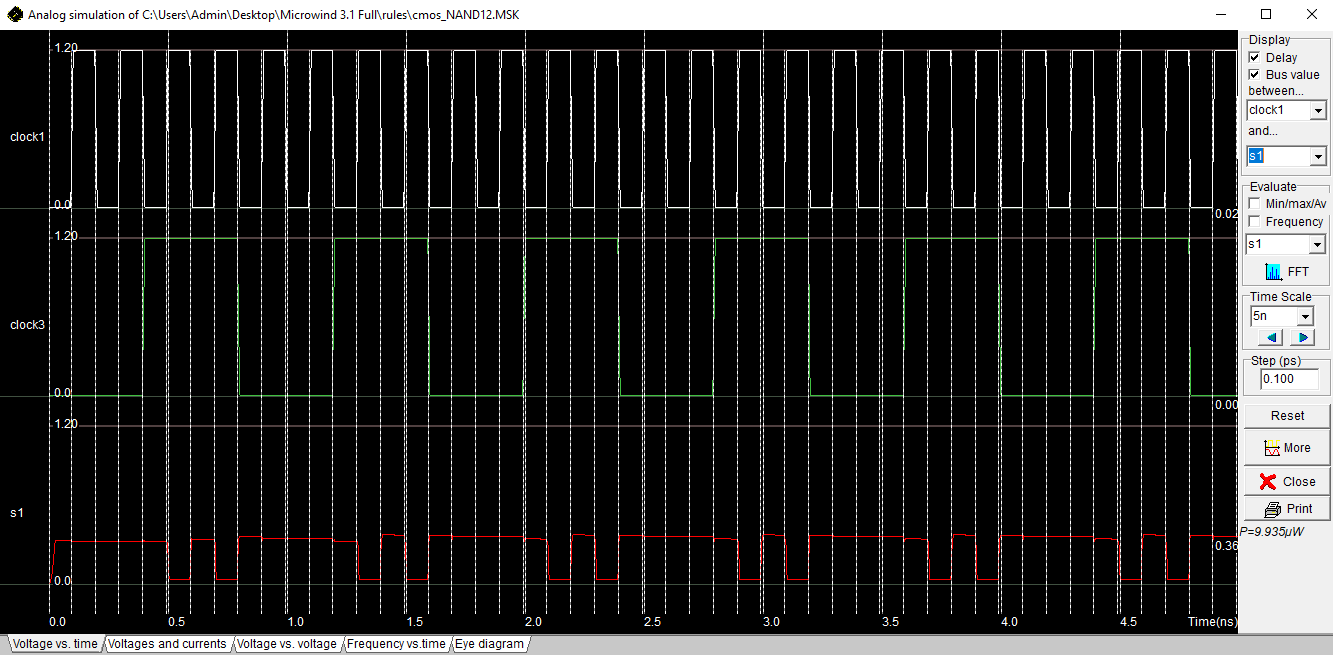 Analog simulation of C:\Users\Admin\Desktop\Microwind 3.1 Full\rules\cmos_NAND12.MSK
1.20
clock1
0.0
0.02
1.20
clock3
0.0
0.00
1.20
s1
0.36
0.0
0.0 0.5 1.0 1.5 2.0 2.5 3.0 3.5 4.0 4.5 Time(ns)
Voltage vs. time Voltages and currents Voltage vs. voltage Frequency vs.time Eye diagram
Display
Delay
Bus value
between...
clock1
and...
s1
Evaluate
Min/max/Av
Frequency
s1
FFT
Time Scale
5n
Step (ps)
0.100
Reset
More
Close
Print
P=9.935µW